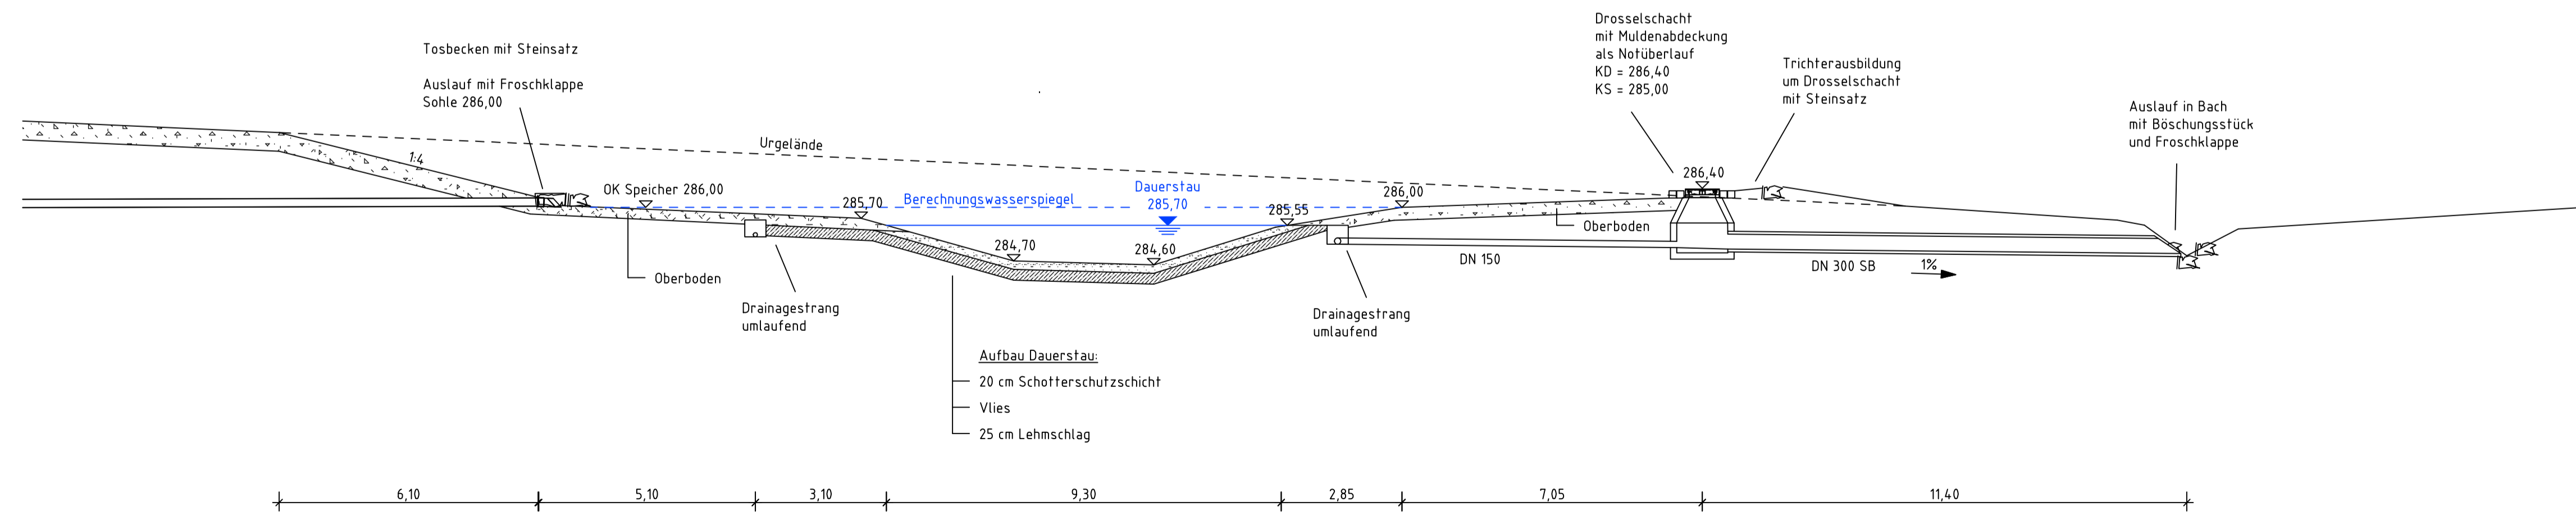 Tosbecken mit Steinsatz
Auslauf mit Froschklappe
Sohle 286,00
1:4
OK Speicher 286,00
Oberboden
Urgelände
285,70
Berechnungswasserspiegel
Dauerstau
285,70
284,70
284,60
285,55
286,00
Drainagestrang
umlaufend
Aufbau Dauerstau:
20 cm Schotterschutzschicht
Vlies
25 cm Lehmschlag
Drainagestrang
umlaufend
DN 150
Oberboden
Drosselschacht
mit Muldenabdeckung
als Notüberlauf
KD = 286,40
KS = 285,00
286,40
Trichterausbildung
um Drosselschacht
mit Steinsatz
DN 300 SB
1%
Auslauf in Bach
mit Böschungsstück
und Froschklappe
6,10
5,10
3,10
9,30
2,85
7,05
11,40